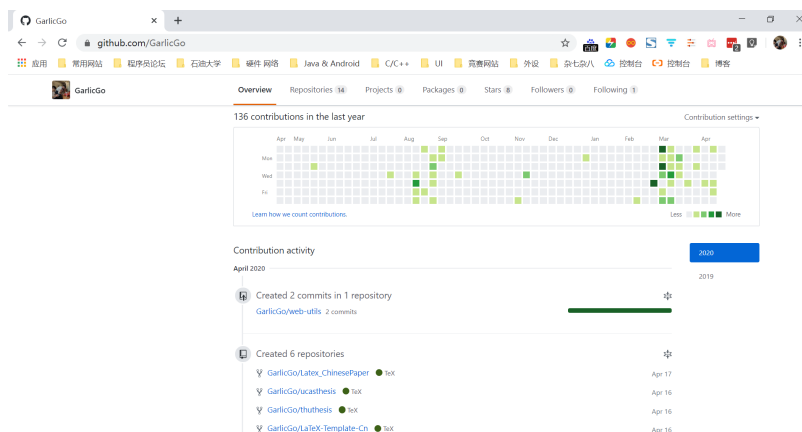 GarlicGo
github.com/GarlicGo
百度
2
应用 常用网站 程序员论坛 石油大学 硬件 网络 Java & Android C/C++ UI 竞赛网站 外设 杂七杂八 控制台 控制台 博客
GarlicGo Overview Repositories 14 Projects 0 Packages 0 Stars 8 Followers 0 Following 1
136 contributions in the last year Contribution settings
Apr May Jun Jul Aug Sep Oct Nov Dec Jan Feb Mar Apr
Mon
Wed
Fri
Learn how we count contributions. Less More
Contribution activity 2020
April 2020
2019
Created 2 commits in 1 repository
GarlicGo/web-utils 2 commits
Created 6 repositories
GarlicGo/Latex_ChinesePaper TeX Apr 17
GarlicGo/ucasthesis TeX Apr 16
GarlicGo/thuthesis TeX Apr 16
GarlicGo/LaTeX-Template-Cn TeX Apr 16